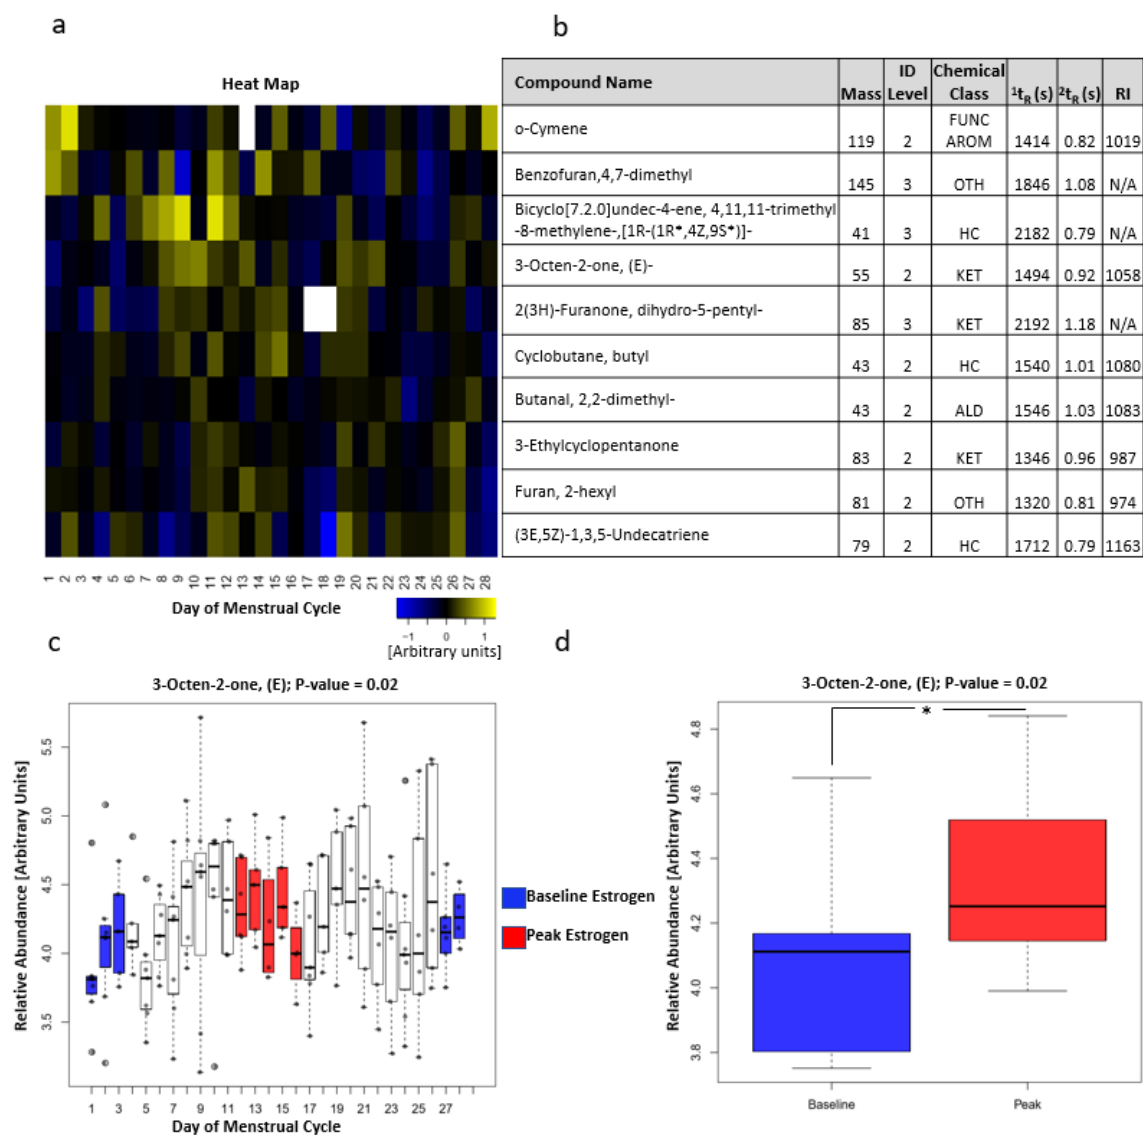 a
b
Heat Map
Compound Name
Mass
ID
Level
Chemical
Class
¹tR (s)
²tR (s)
RI
o-Cymene
119
2
FUNC
AROM
1414
0.82
1019
Benzofuran,4,7-dimethyl
145
3
OTH
1846
1.08
N/A
Bicyclo[7.2.0]undec-4-ene, 4,11,11-trimethyl
-8-methylene-,[1R-(1R*,4Z,9S*)]-
41
3
HC
2182
0.79
N/A
3-Octen-2-one, (E)-
55
2
KET
1494
0.92
1058
2(3H)-Furanone, dihydro-5-pentyl-
85
3
KET
2192
1.18
N/A
Cyclobutane, butyl
43
2
HC
1540
1.01
1080
Butanal, 2,2-dimethyl-
43
2
ALD
1546
1.03
1083
3-Ethylcyclopentanone
83
2
KET
1346
0.96
987
Furan, 2-hexyl
81
2
OTH
1320
0.81
974
(3E,5Z)-1,3,5-Undecatriene
79
2
HC
1712
0.79
1163
1 2 3 4 5 6 7 8 9 10 11 12 13 14 15 16 17 18 19 20 21 22 23 24 25 26 27 28
Day of Menstrual Cycle
−1 0 1
[Arbitrary units]
c
d
3-Octen-2-one, (E); P-value = 0.02
Relative Abundance [Arbitrary Units]
5.5
5.0
4.5
4.0
3.5
1 3 5 7 9 11 13 15 17 19 21 23 25 27
Day of Menstrual Cycle
Baseline Estrogen
Peak Estrogen
3-Octen-2-one, (E); P-value = 0.02
*
Relative Abundance [Arbitrary Units]
4.8
4.6
4.4
4.2
4.0
3.8
Baseline Peak